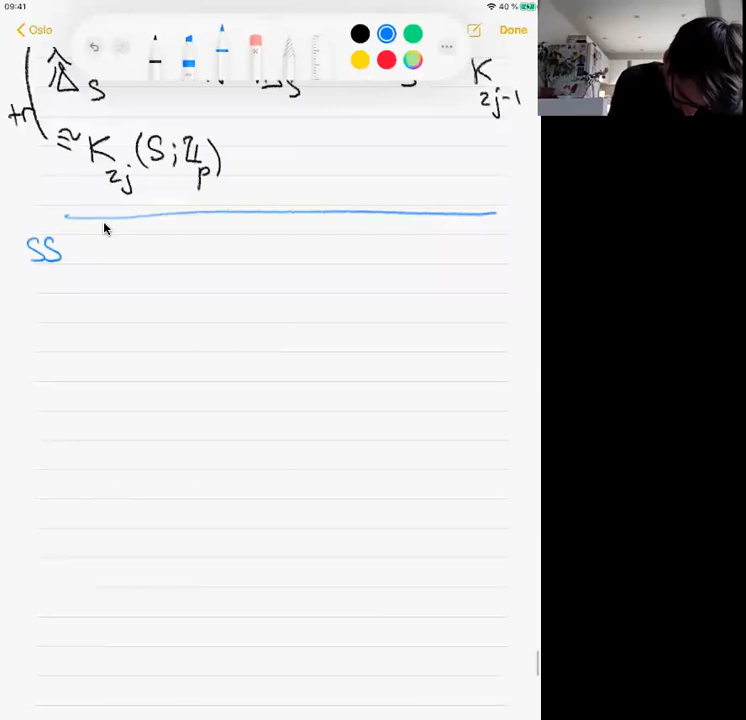 09:41
40 %
Oslo
Done
Δ̂ S
K 2j-1
tr
≅ K 2j (S; ℤ p)
SS